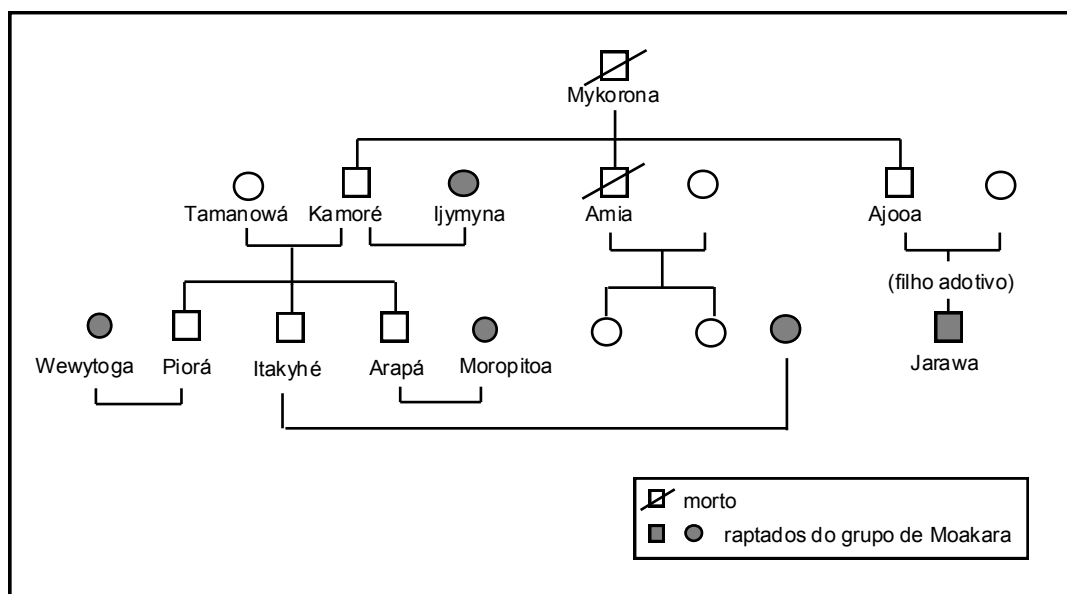 Mykorona
Tamanowá Kamoré Ijymyna Amia Ajooa
(filho adotivo)
Wewytoga Piorá Itakyhé Arapá Moropitoa Jarawa
morto
raptados do grupo de Moakara